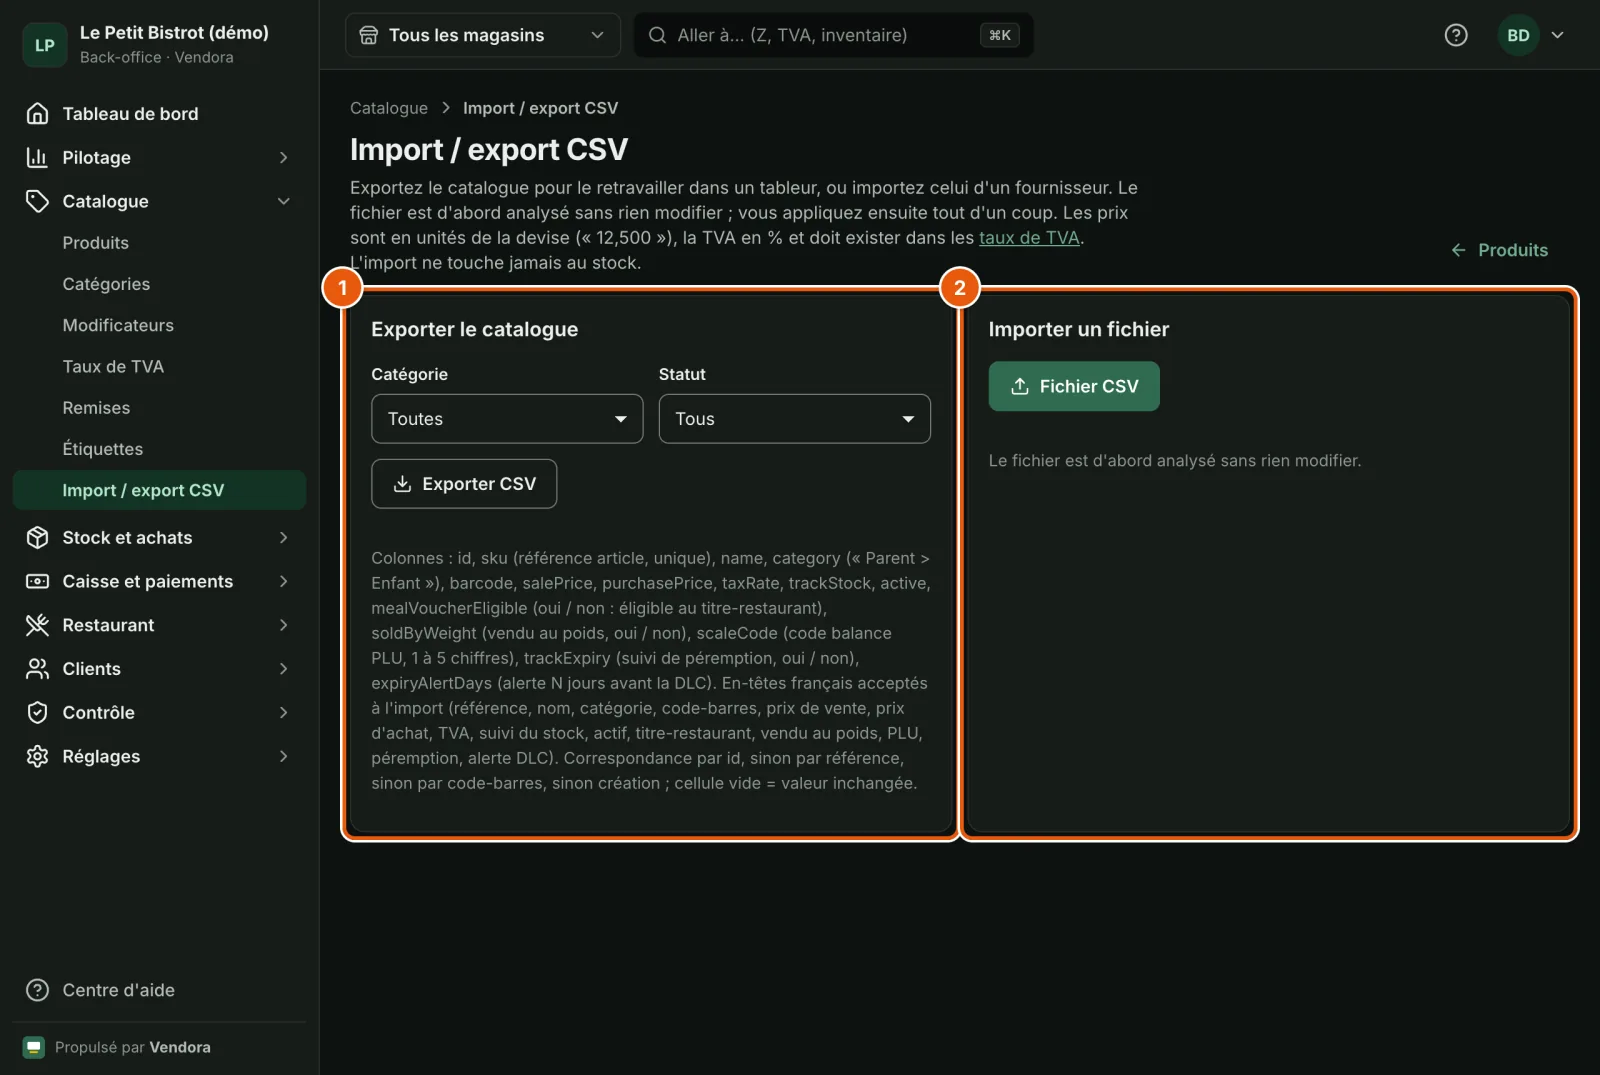 LP
Le Petit Bistrot (démo)
Back-office · Vendora
Tous les magasins
Aller à... (Z, TVA, inventaire)
⌘K
BD
Tableau de bord
Pilotage
Catalogue
Produits
Catégories
Modificateurs
Taux de TVA
Remises
Étiquettes
Import / export CSV
Stock et achats
Caisse et paiements
Restaurant
Clients
Contrôle
Réglages
Centre d'aide
Propulsé par Vendora
Catalogue > Import / export CSV
Import / export CSV
Exportez le catalogue pour le retravailler dans un tableur, ou importez celui d'un fournisseur. Le
fichier est d'abord analysé sans rien modifier ; vous appliquez ensuite tout d'un coup. Les prix
sont en unités de la devise (« 12,500 »), la TVA en % et doit exister dans les taux de TVA.
L'import ne touche jamais au stock.
← Produits
1
Exporter le catalogue
Catégorie
Statut
Toutes
Tous
Exporter CSV
Colonnes : id, sku (référence article, unique), name, category (« Parent >
Enfant »), barcode, salePrice, purchasePrice, taxRate, trackStock, active,
mealVoucherEligible (oui / non : éligible au titre-restaurant),
soldByWeight (vendu au poids, oui / non), scaleCode (code balance
PLU, 1 à 5 chiffres), trackExpiry (suivi de péremption, oui / non),
expiryAlertDays (alerte N jours avant la DLC). En-têtes français acceptés
à l'import (référence, nom, catégorie, code-barres, prix de vente, prix
d'achat, TVA, suivi du stock, actif, titre-restaurant, vendu au poids, PLU,
péremption, alerte DLC). Correspondance par id, sinon par référence,
sinon par code-barres, sinon création ; cellule vide = valeur inchangée.
2
Importer un fichier
Fichier CSV
Le fichier est d'abord analysé sans rien modifier.